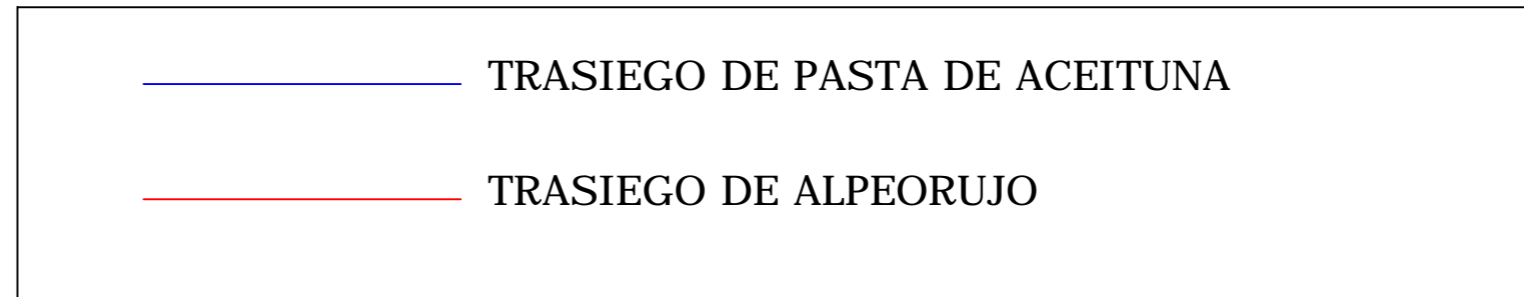 TRASIEGO DE PASTA DE ACEITUNA
TRASIEGO DE ALPEORUJO